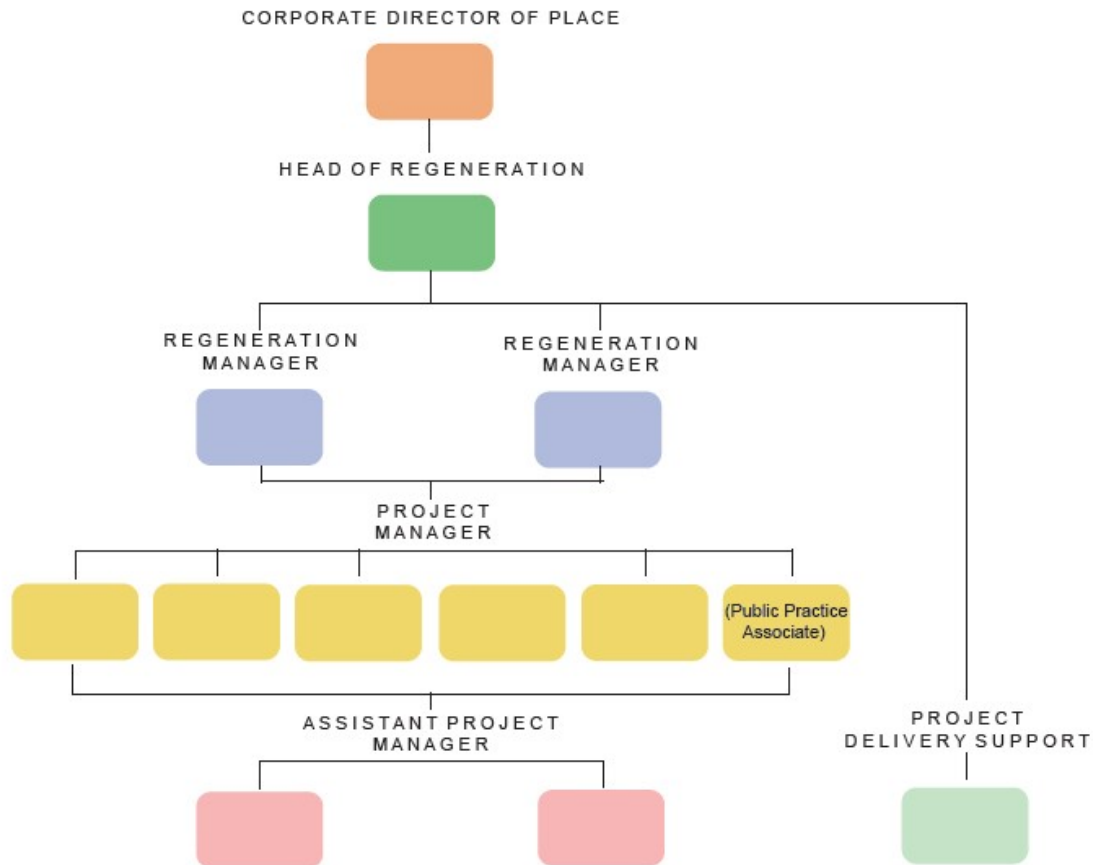 CORPORATE DIRECTOR OF PLACE
HEAD OF REGENERATION
REGENERATION
MANAGER
REGENERATION
MANAGER
PROJECT
MANAGER
(Public Practice
Associate)
ASSISTANT PROJECT
MANAGER
PROJECT
DELIVERY SUPPORT